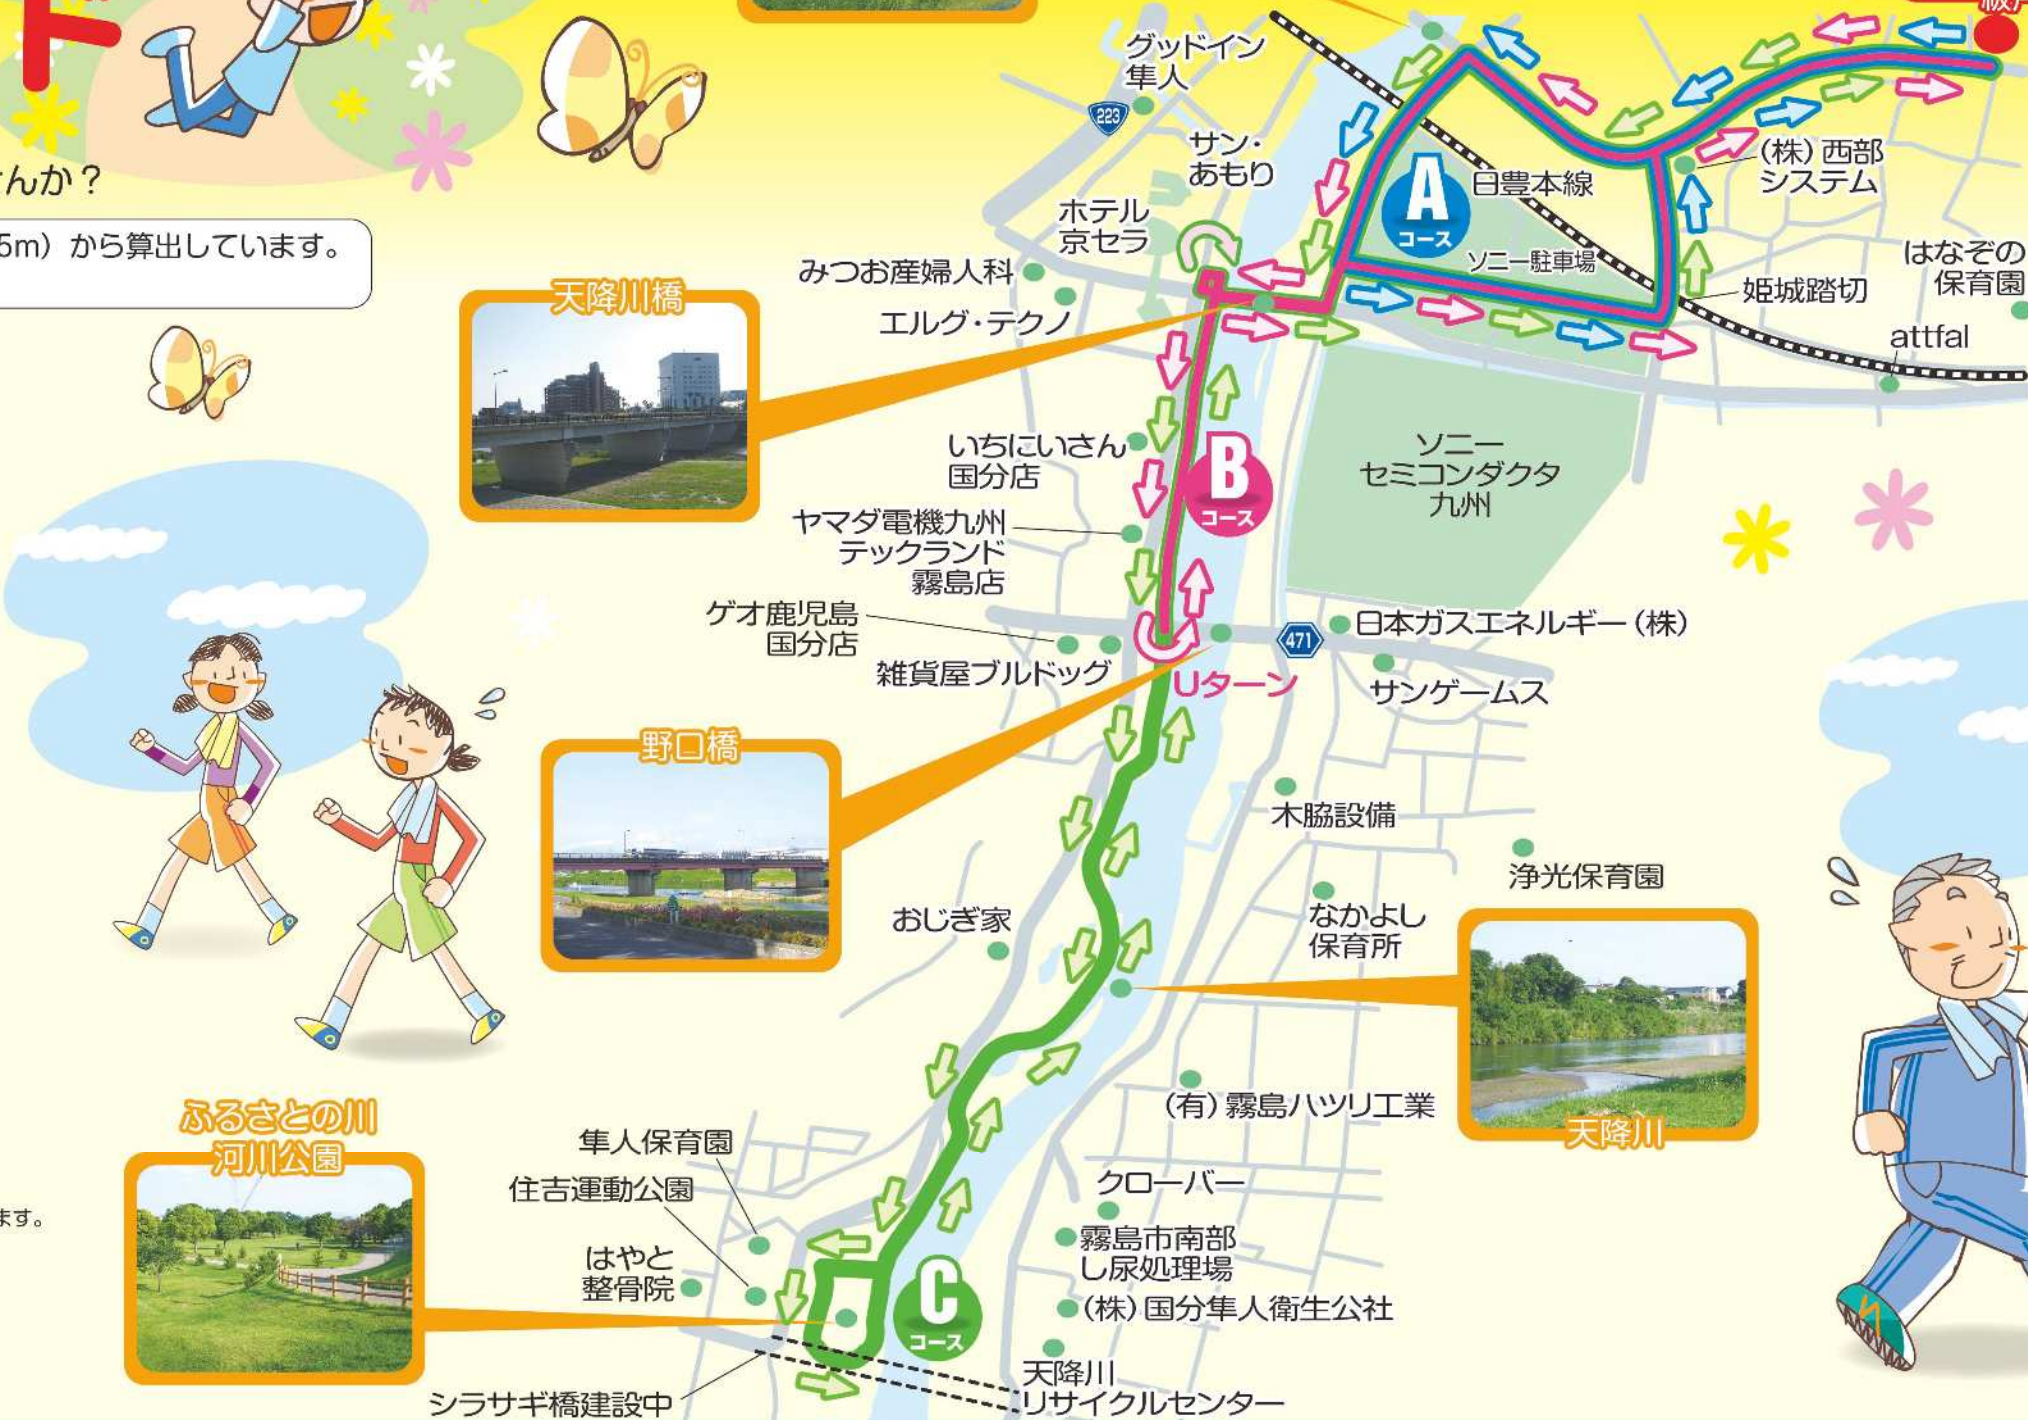 ド
グッドイン
隼人
223
サン・
あもり
んか？
5m）から算出しています。
ホテル
京セラ
みつお産婦人科
エルグ・テクノ
天降川橋
A
コース
日豊本線
ソニー駐車場
(株)西部
システム
姫城踏切
はなぞの
保育園
attfal
いちにいさん
国分店
B
コース
ソニー
セミコンダクタ
九州
ヤマダ電機九州
テックランド
霧島店
ゲオ鹿児島
国分店
雑貨屋ブルドッグ
Uターン
471
日本ガスエネルギー(株)
サンゲームス
野口橋
木脇設備
浄光保育園
おじぎ家
なかよし
保育所
天降川
(有)霧島ハツリ工業
ふるさとの川
河川公園
隼人保育園
住吉運動公園
はやと
整骨院
ます。
クローバー
霧島市南部
し尿処理場
(株)国分隼人衛生公社
C
コース
天降川
リサイクルセンター
シラサギ橋建設中